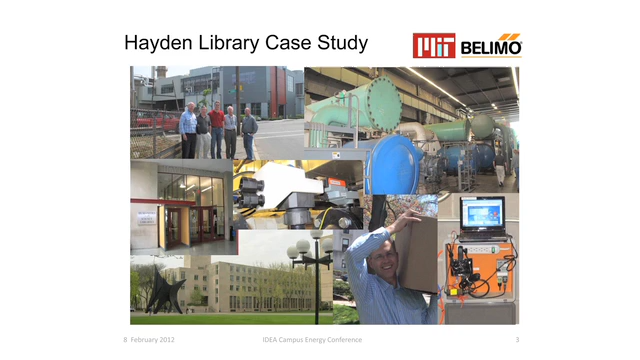 Hayden Library Case Study
MIT
BELIMO
8 February 2012
IDEA Campus Energy Conference
3